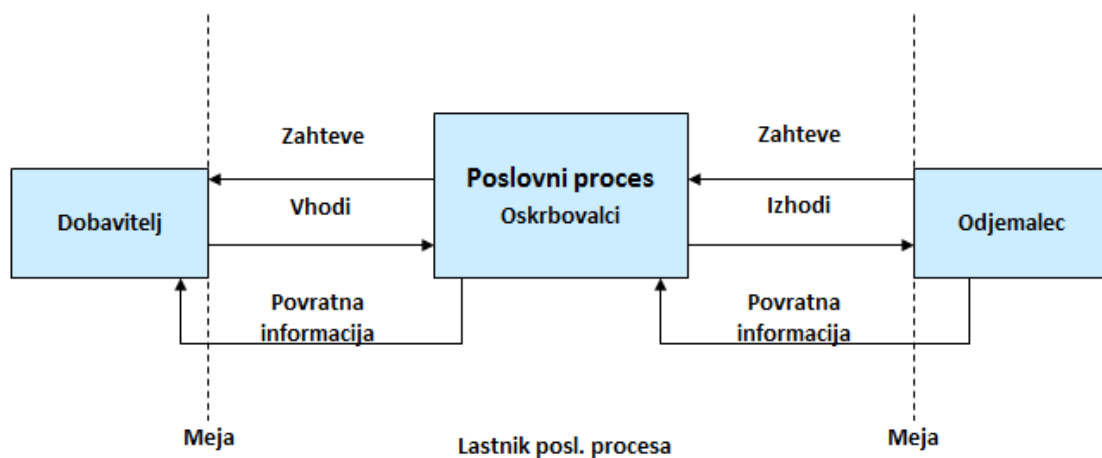 Zahteve
Zahteve
Poslovni proces
Vhodi
Oskrbovalci
Izhodi
Dobavitelj
Odjemalec
Povratna
informacija
Povratna
informacija
Meja
Lastnik posl. procesa
Meja